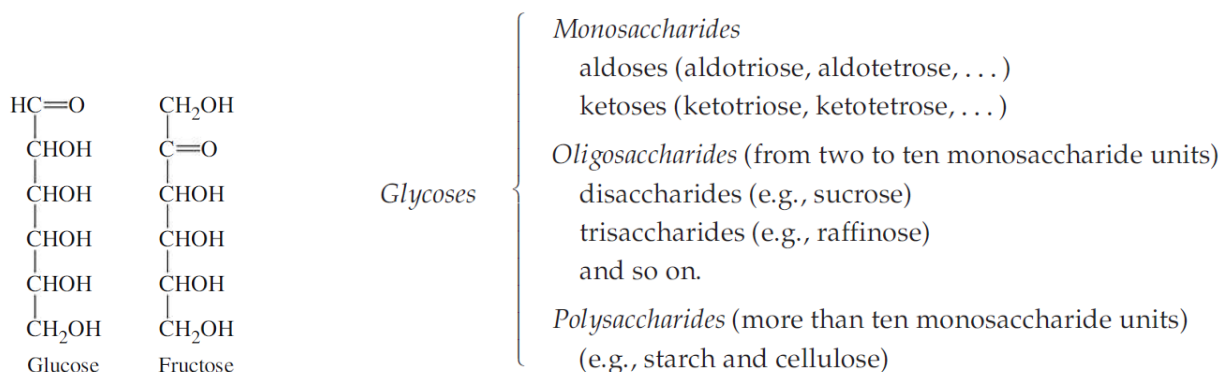 HC=O
CHOH
CHOH
CHOH
CHOH
CH₂OH
Glucose
CH₂OH
C=O
CHOH
CHOH
CHOH
CH₂OH
Fructose
Glycoses
Monosaccharides
aldoses (aldotriose, aldotetrose, . . . )
ketoses (ketotriose, ketotetrose, . . . )
Oligosaccharides (from two to ten monosaccharide units)
disaccharides (e.g., sucrose)
trisaccharides (e.g., raffinose)
and so on.
Polysaccharides (more than ten monosaccharide units)
(e.g., starch and cellulose)